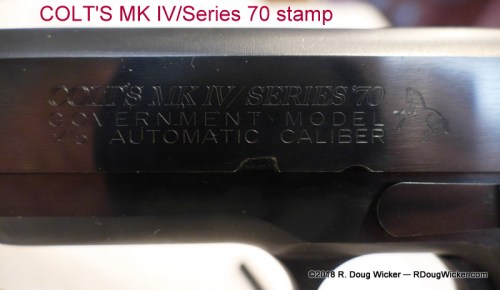 COLT'S MK IV/Series 70 stamp
COLT'S MK IV / SERIES '70
GOVERNMENT MODEL
AUTOMATIC CALIBER
©2018 R. Doug Wicker — RDougWicker.com